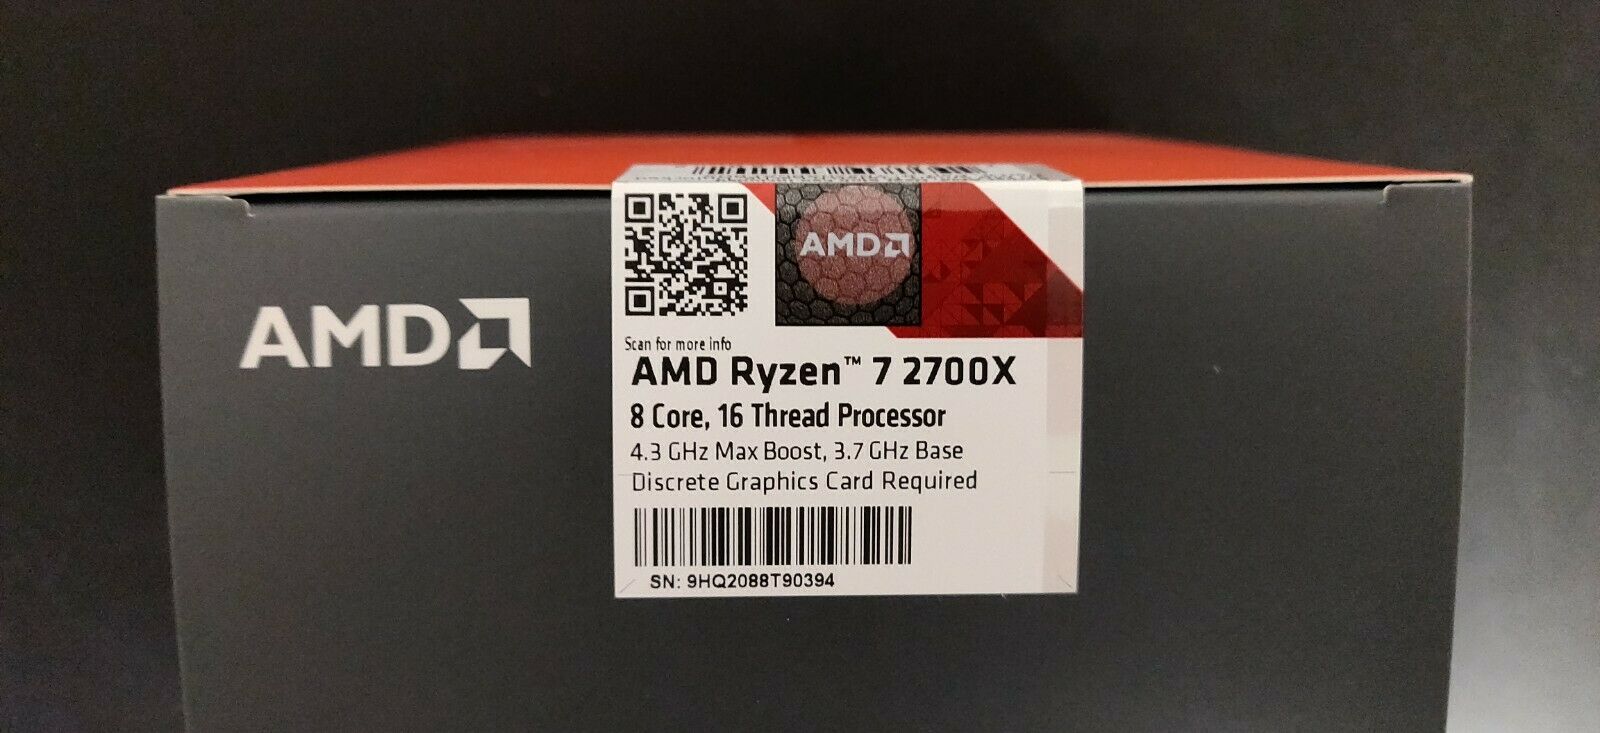 AMD
AMD
Scan for more info
AMD Ryzen™ 7 2700X
8 Core, 16 Thread Processor
4.3 GHz Max Boost, 3.7 GHz Base
Discrete Graphics Card Required
SN: 9HQ2088T90394